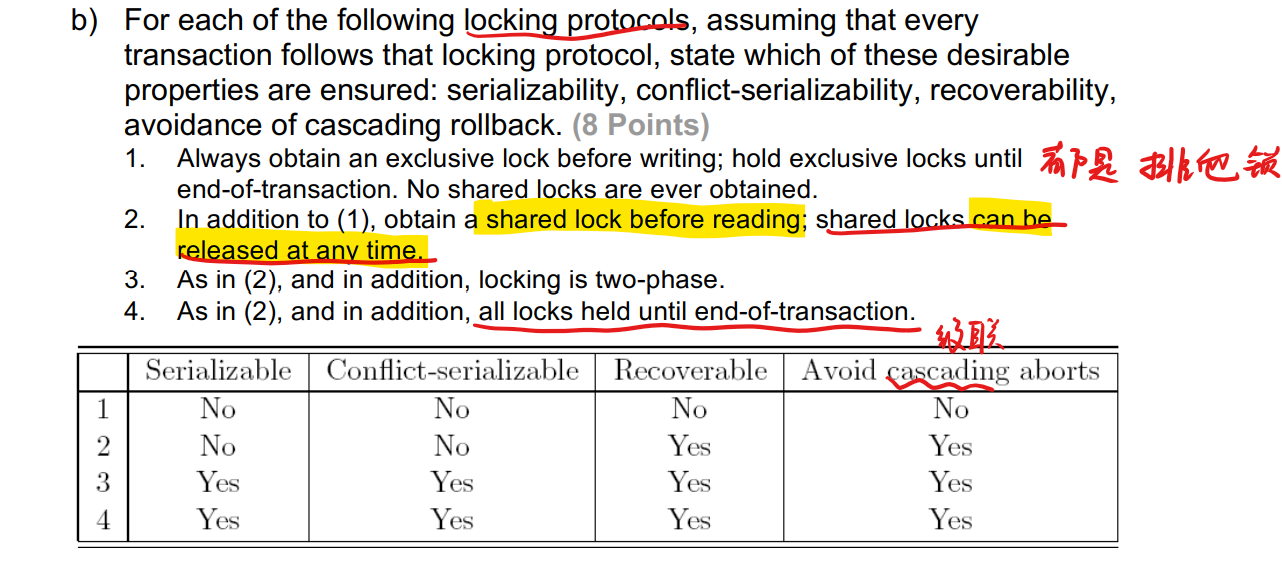 b) For each of the following locking protocols, assuming that every
transaction follows that locking protocol, state which of these desirable
properties are ensured: serializability, conflict-serializability, recoverability,
avoidance of cascading rollback. (8 Points)
1. Always obtain an exclusive lock before writing; hold exclusive locks until 都是 排他锁
end-of-transaction. No shared locks are ever obtained.
2. In addition to (1), obtain a shared lock before reading; shared locks can be
released at any time.
3. As in (2), and in addition, locking is two-phase.
4. As in (2), and in addition, all locks held until end-of-transaction.
级联
Serializable Conflict-serializable Recoverable Avoid cascading aborts
1 No No No No
2 No No Yes Yes
3 Yes Yes Yes Yes
4 Yes Yes Yes Yes